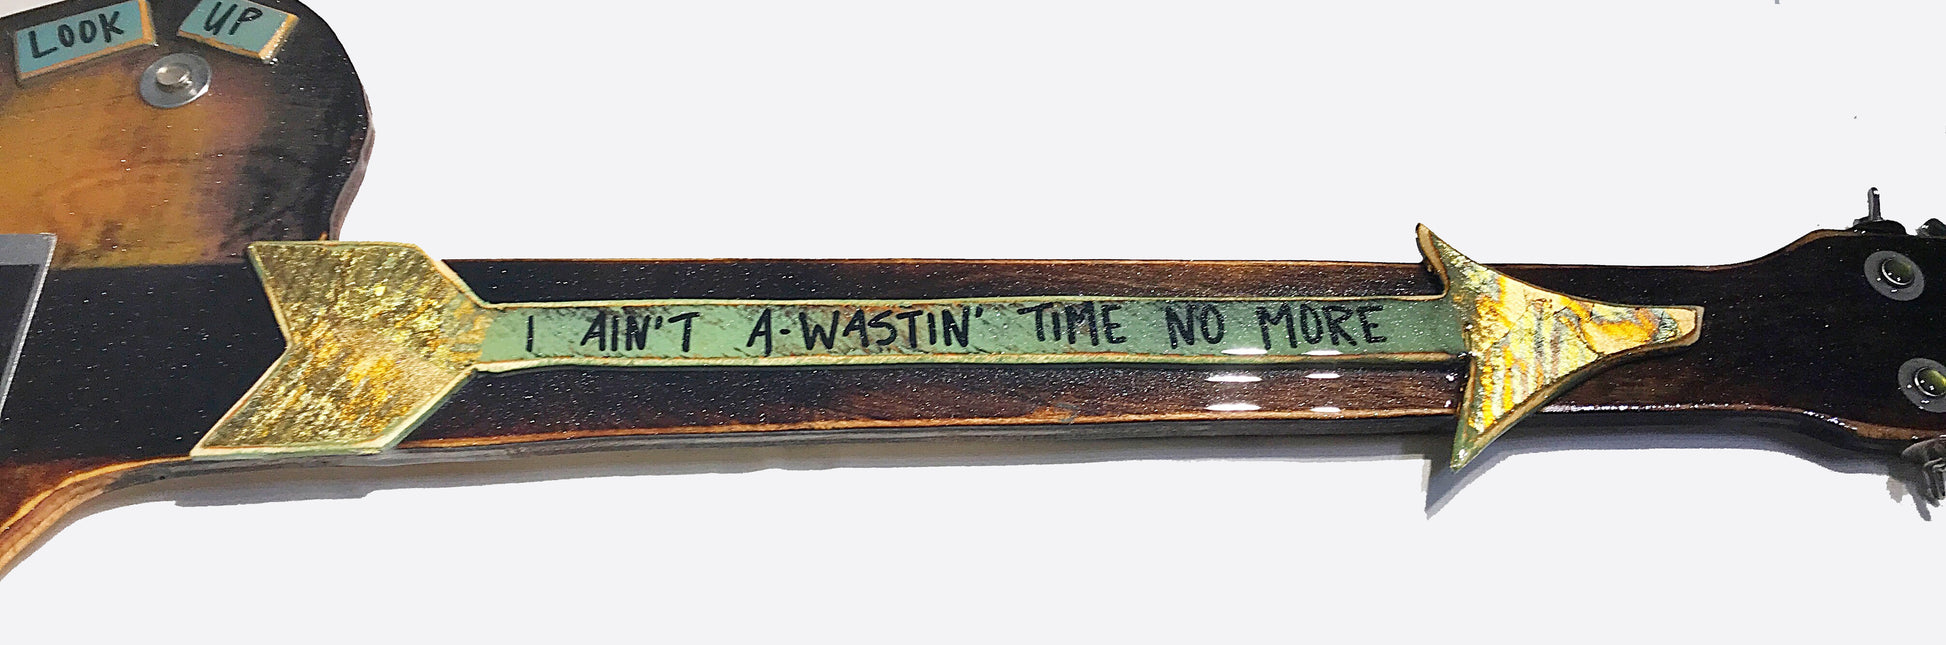 LOOK UP
I AIN'T A-WASTIN' TIME NO MORE